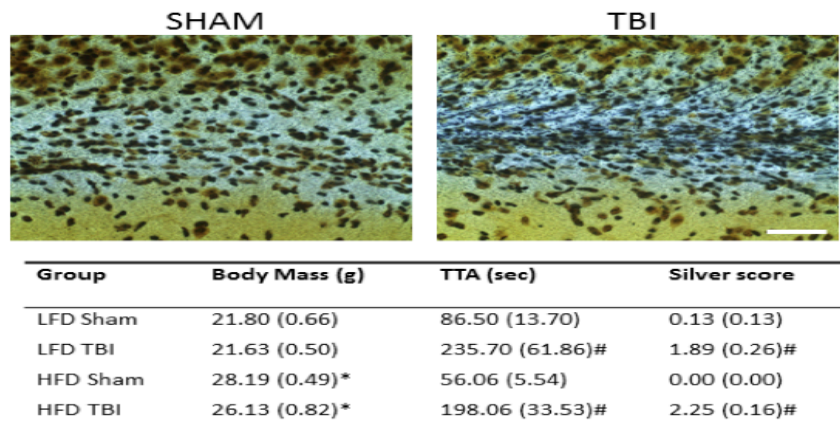 SHAM TBI
Group Body Mass (g) TTA (sec) Silver score
LFD Sham 21.80 (0.66) 86.50 (13.70) 0.13 (0.13)
LFD TBI 21.63 (0.50) 235.70 (61.86)# 1.89 (0.26)#
HFD Sham 28.19 (0.49)* 56.06 (5.54) 0.00 (0.00)
HFD TBI 26.13 (0.82)* 198.06 (33.53)# 2.25 (0.16)#